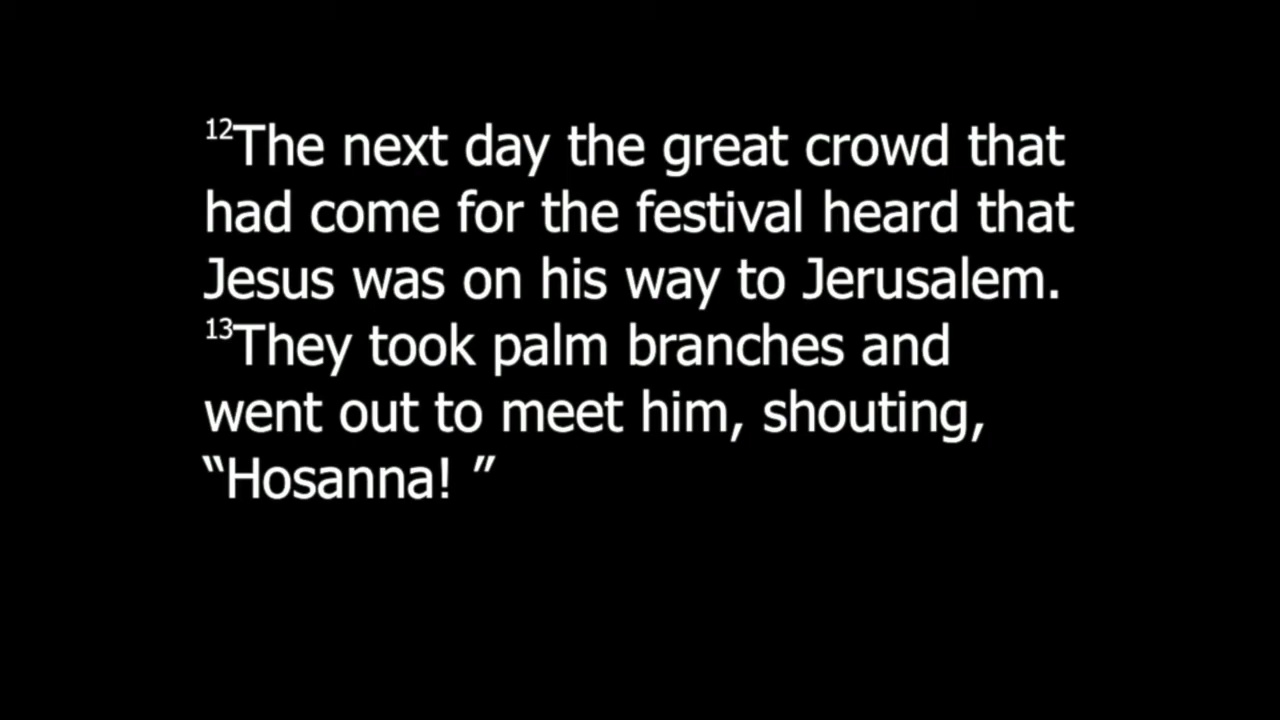 ¹²The next day the great crowd that
had come for the festival heard that
Jesus was on his way to Jerusalem.
¹³They took palm branches and
went out to meet him, shouting,
“Hosanna! ”